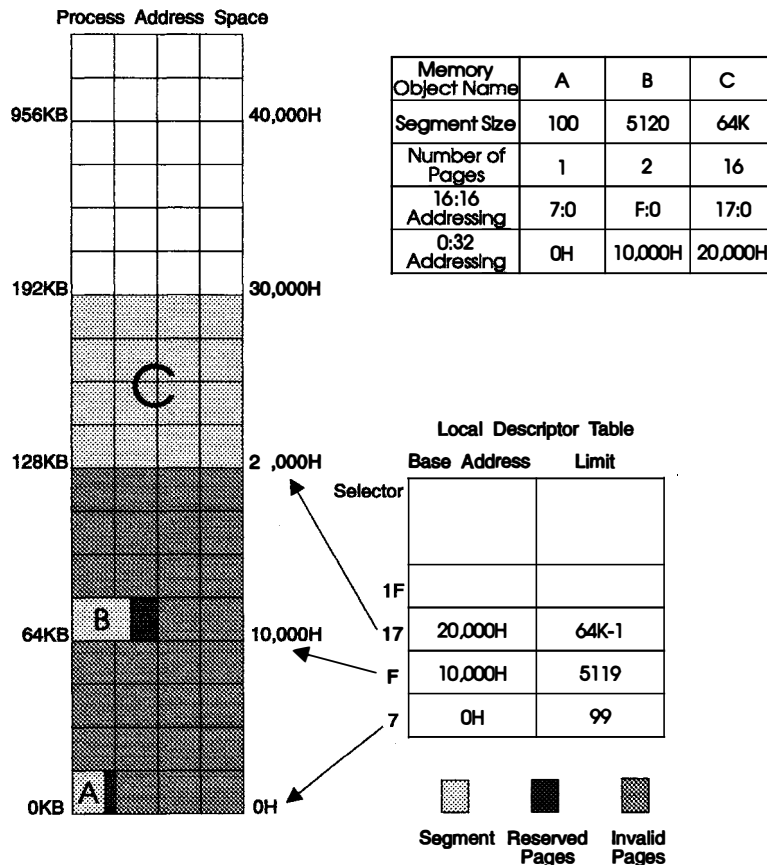 Process Address Space
956KB 40,000H
192KB 30,000H
C
128KB 2 ,000H
B
64KB 10,000H
A
0KB 0H
Memory Object Name A B C
Segment Size 100 5120 64K
Number of Pages 1 2 16
16:16 Addressing 7:0 F:0 17:0
0:32 Addressing 0H 10,000H 20,000H
Local Descriptor Table
Base Address Limit
Selector
1F
17 20,000H 64K-1
F 10,000H 5119
7 0H 99
Segment Reserved Pages Invalid Pages